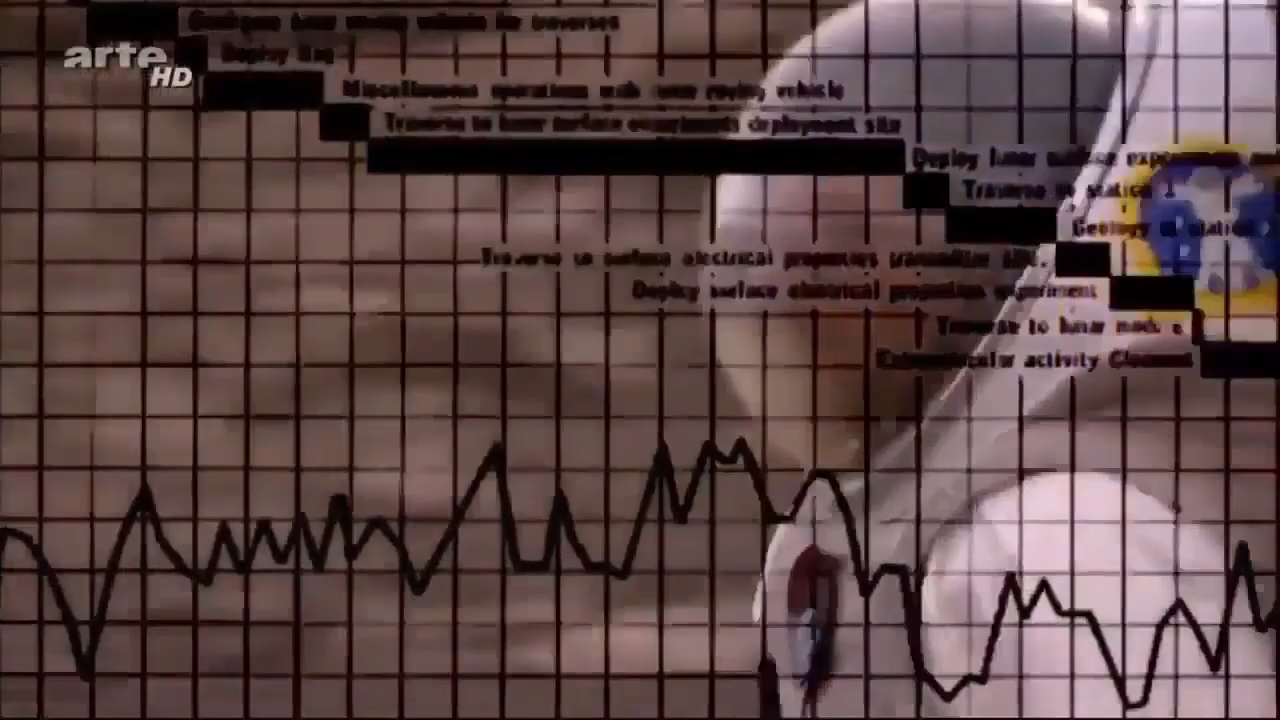 arte
HD
lunar roving vehicle for traverses
Deploy flag
Miscellaneous operations with lunar roving vehicle
Traverse to lunar surface experiments deployment site
Deploy lunar surface
Traverse to station 1
Geology at station
Traverse to surface electrical properties transmitter site
Deploy surface electrical properties experiment
Traverse to lunar
activity Closeout